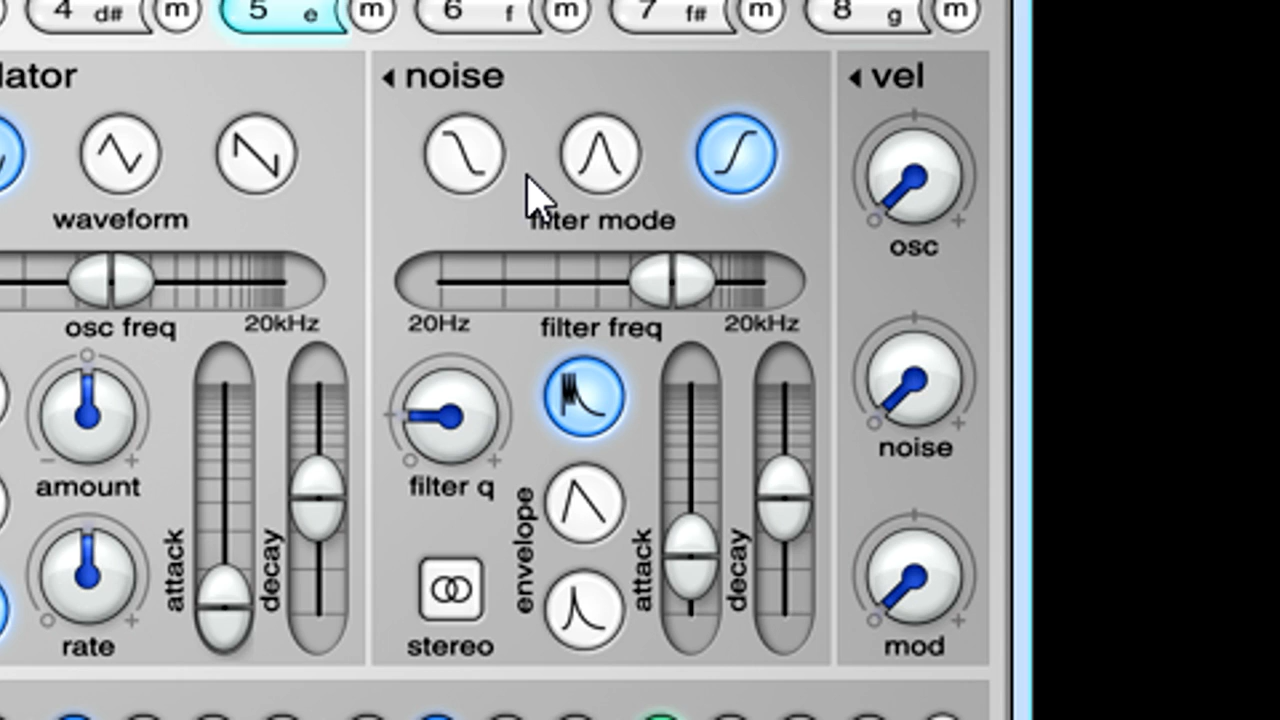 4 d# m 5 e m 6 f m 7 f# m 8 g m
lator
noise
vel
waveform
filter mode
osc
osc freq
20kHz
20Hz
filter freq
20kHz
amount
attack
decay
filter q
envelope
attack
decay
noise
rate
stereo
mod